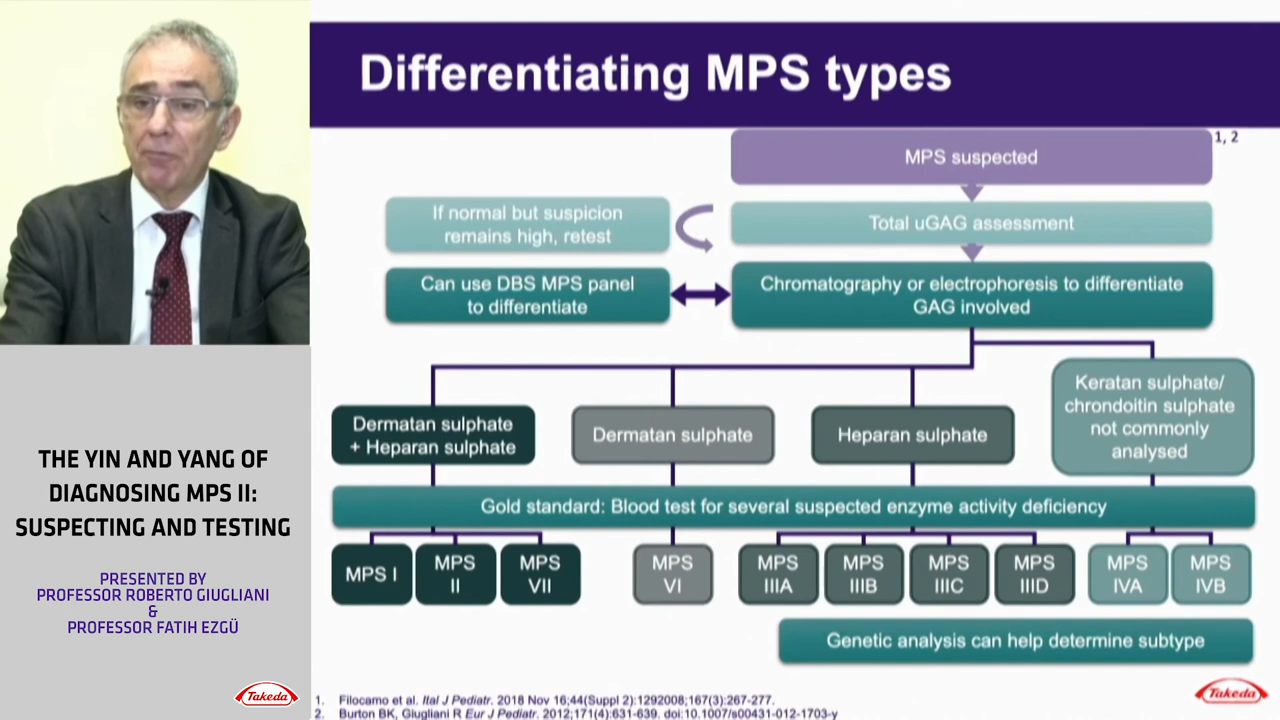 Differentiating MPS types
1, 2
MPS suspected
If normal but suspicion
remains high, retest
Total uGAG assessment
Can use DBS MPS panel
to differentiate
Chromatography or electrophoresis to differentiate
GAG involved
Dermatan sulphate
+ Heparan sulphate
Dermatan sulphate
Heparan sulphate
Keratan sulphate/
chrondoitin sulphate
not commonly
analysed
Gold standard: Blood test for several suspected enzyme activity deficiency
MPS I
MPS
II
MPS
VII
MPS
VI
MPS
IIIA
MPS
IIIB
MPS
IIIC
MPS
IIID
MPS
IVA
MPS
IVB
Genetic analysis can help determine subtype
1. Filocamo et al. Ital J Pediatr. 2018 Nov 16;44(Suppl 2):1292008;167(3):267-277.
2. Burton BK, Giugliani R Eur J Pediatr. 2012;171(4):631-639. doi:10.1007/s00431-012-1703-y
Takeda
THE YIN AND YANG OF
DIAGNOSING MPS II:
SUSPECTING AND TESTING
PRESENTED BY
PROFESSOR ROBERTO GIUGLIANI
&
PROFESSOR FATIH EZGÜ
Takeda